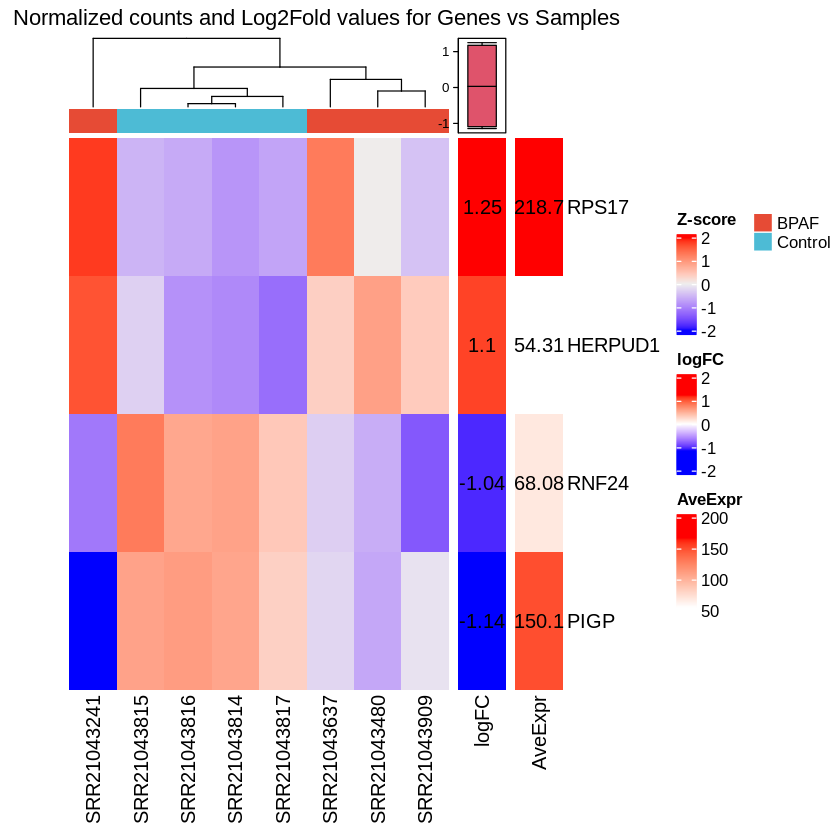 Normalized counts and Log2Fold values for Genes vs Samples
1
0
-1
1.25 218.7 RPS17
1.1 54.31 HERPUD1
-1.04 68.08 RNF24
-1.14 150.1 PIGP
SRR21043241
SRR21043815
SRR21043816
SRR21043814
SRR21043817
SRR21043637
SRR21043480
SRR21043909
logFC
AveExpr
Z-score
2
1
0
-1
-2
logFC
2
1
0
-1
-2
AveExpr
200
150
100
50
BPAF
Control